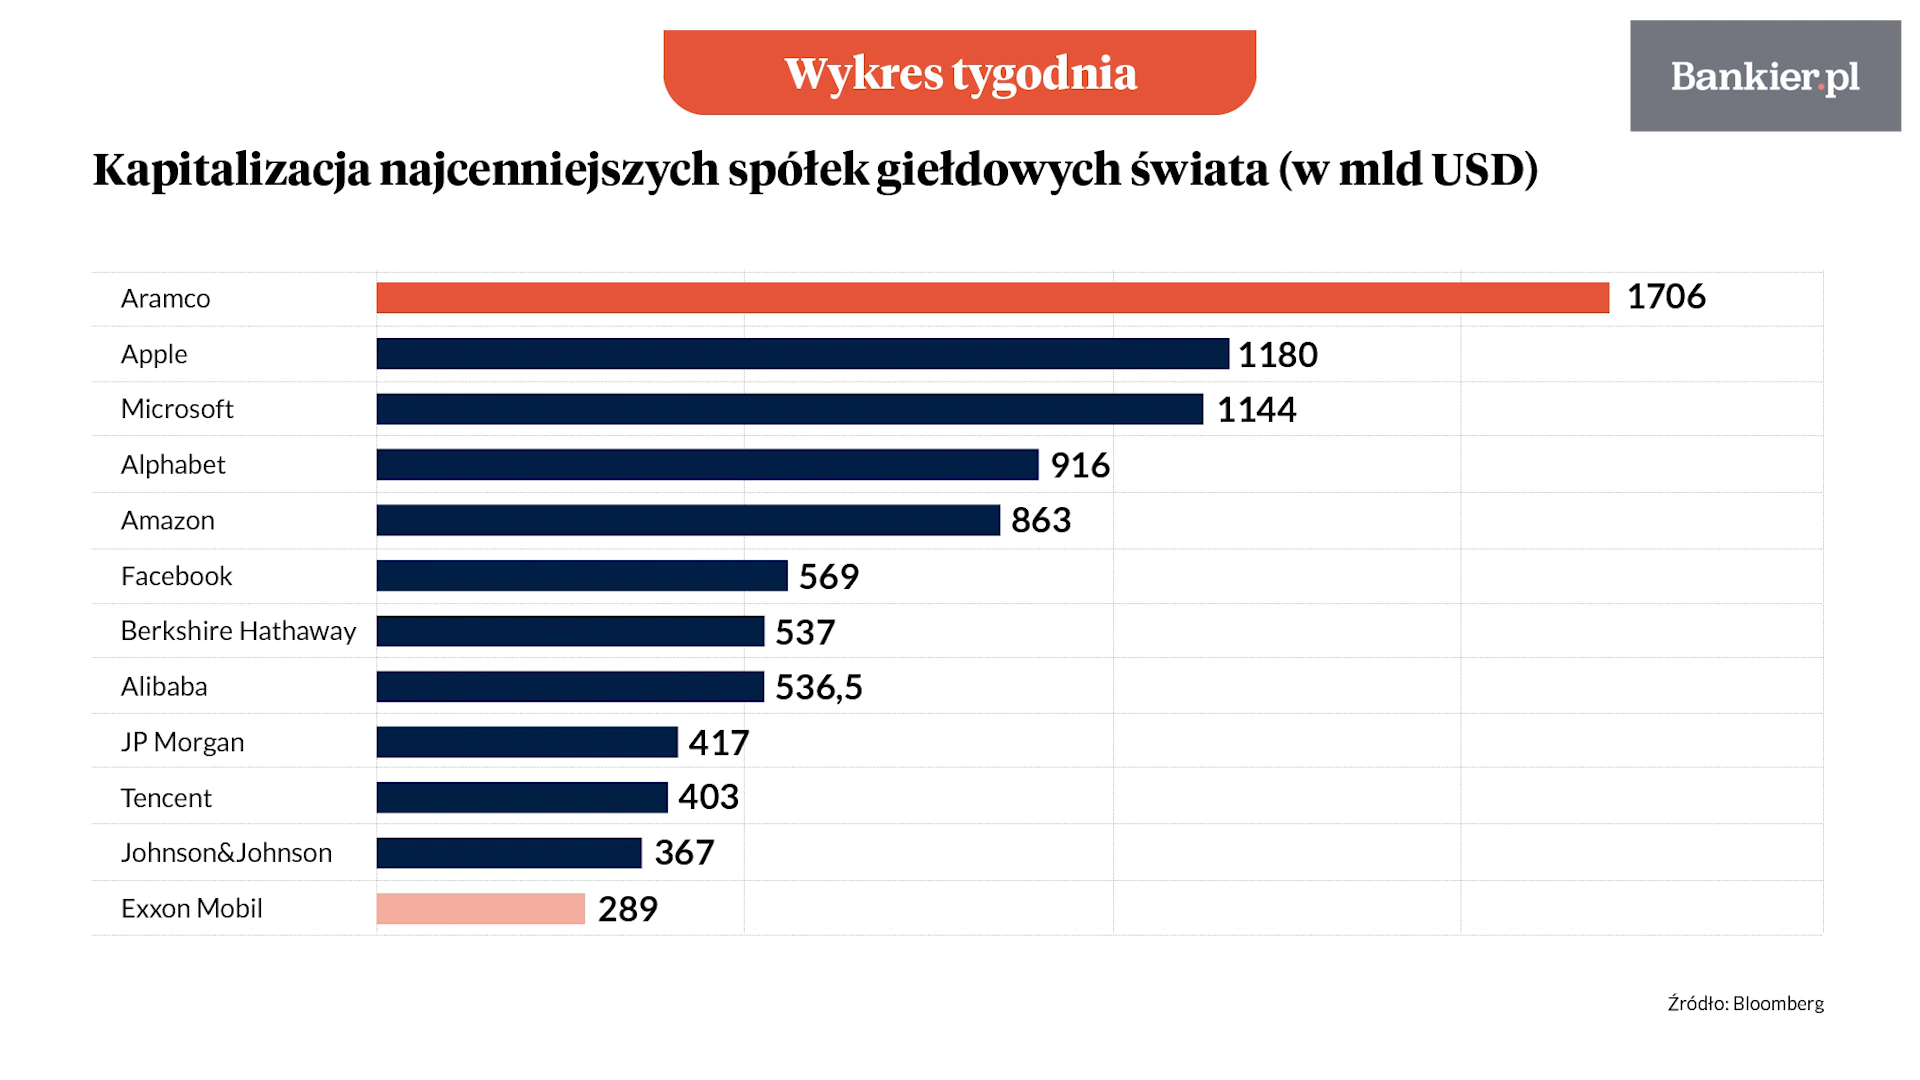 Wykres tygodnia
Bankier.pl
Kapitalizacja najcenniejszych spółek giełdowych świata (w mld USD)
Aramco 1706
Apple 1180
Microsoft 1144
Alphabet 916
Amazon 863
Facebook 569
Berkshire Hathaway 537
Alibaba 536,5
JP Morgan 417
Tencent 403
Johnson&Johnson 367
Exxon Mobil 289
Źródło: Bloomberg